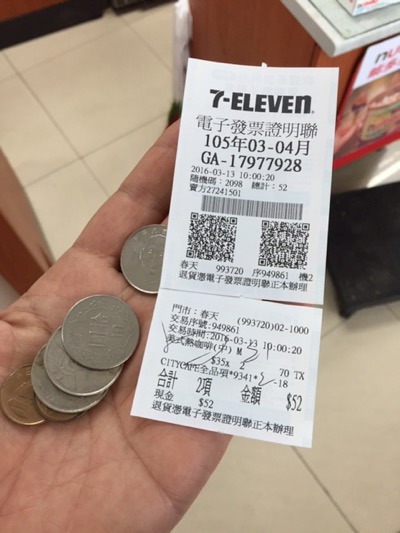 7-ELEVEN
電子發票證明聯
105年03-04月
GA-17977928
2016-03-13 10:00:20
隨機碼:2098 總計:52
賣方27241501
春天 993720 序949861 機2
退貨憑電子發票證明聯正本辦理
門市:春天 (993720)02-1000
交易序號:949861
交易時間:2016-03-13 10:00:20
美式熱咖啡(中) M
$35x 2 70 TX
CITYCAFE全品項*9341* -18
合計 2項 金額 $52
現金 $52
退貨憑電子發票證明聯正本辦理